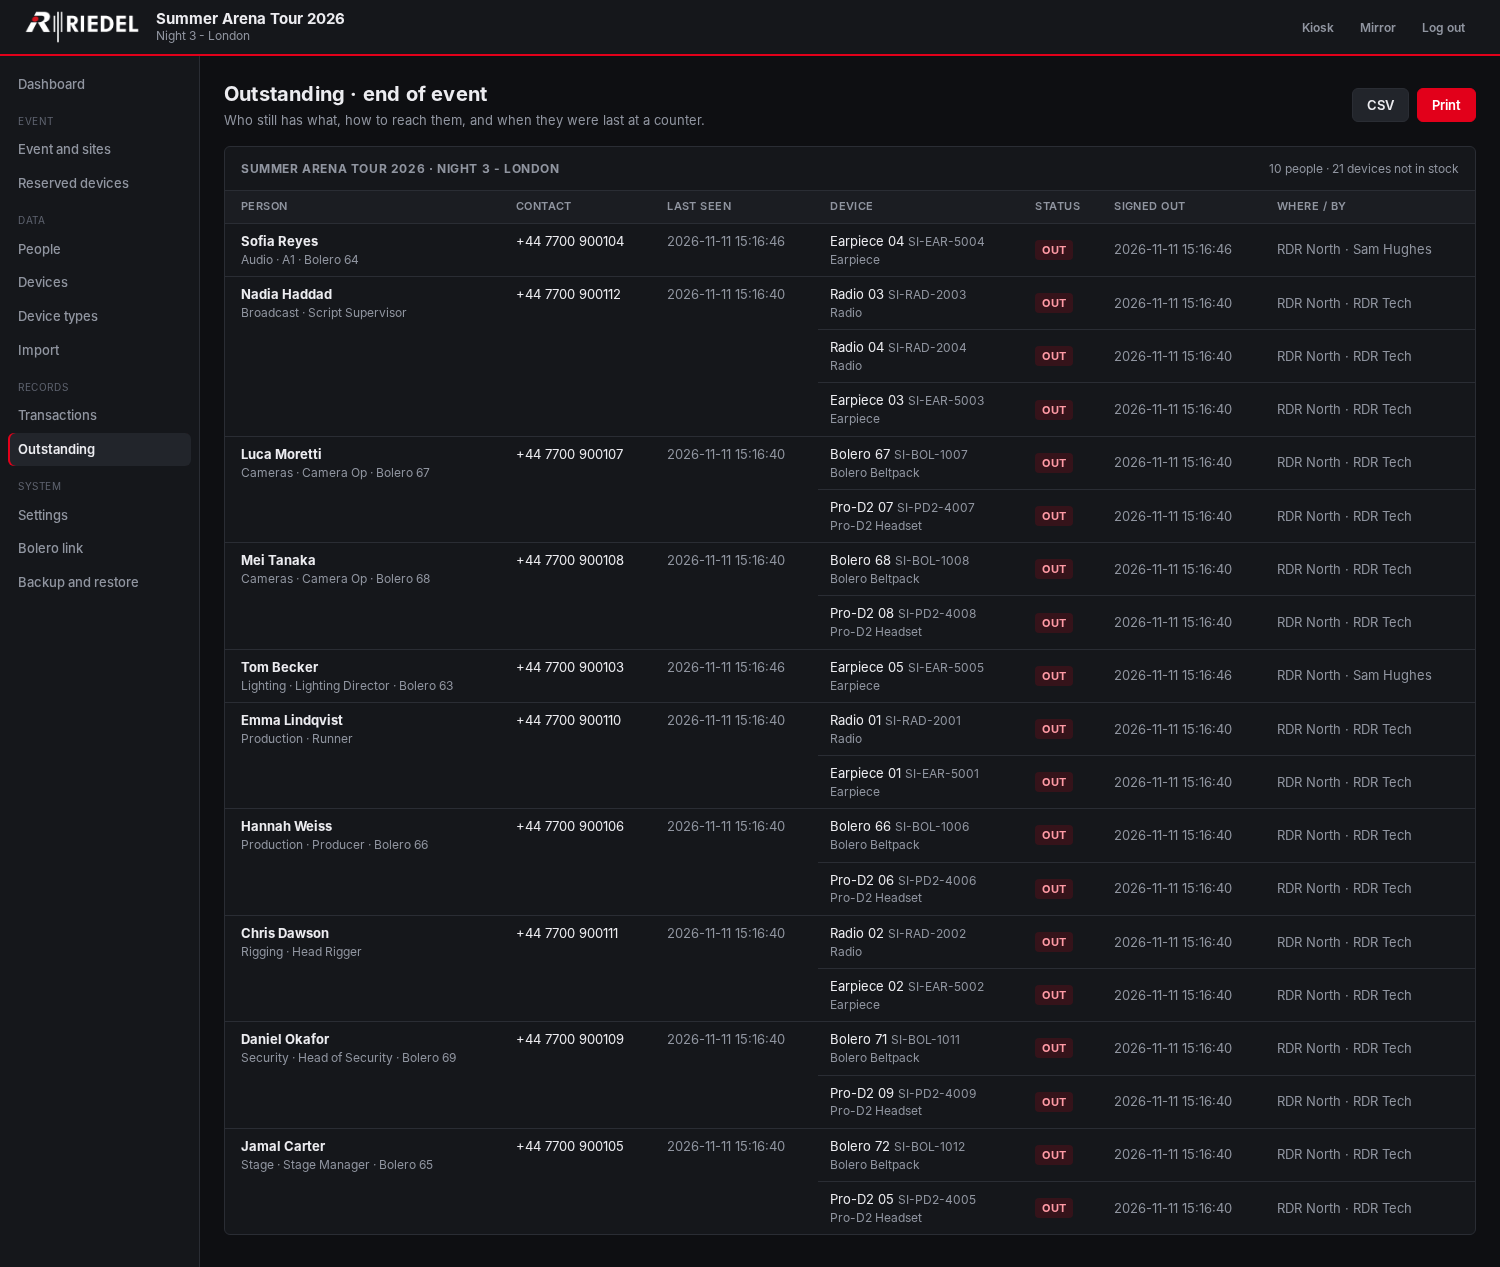 RIEDEL
Summer Arena Tour 2026
Night 3 - London
Kiosk Mirror Log out
Dashboard
EVENT
Event and sites
Reserved devices
DATA
People
Devices
Device types
Import
RECORDS
Transactions
Outstanding
SYSTEM
Settings
Bolero link
Backup and restore
Outstanding · end of event
Who still has what, how to reach them, and when they were last at a counter.
CSV Print
SUMMER ARENA TOUR 2026 · NIGHT 3 - LONDON 10 people · 21 devices not in stock
PERSON CONTACT LAST SEEN DEVICE STATUS SIGNED OUT WHERE / BY
Sofia Reyes +44 7700 900104 2026-11-11 15:16:46 Earpiece 04 SI-EAR-5004 OUT 2026-11-11 15:16:46 RDR North · Sam Hughes
Audio · A1 · Bolero 64 Earpiece
Nadia Haddad +44 7700 900112 2026-11-11 15:16:40 Radio 03 SI-RAD-2003 OUT 2026-11-11 15:16:40 RDR North · RDR Tech
Broadcast · Script Supervisor Radio
Radio 04 SI-RAD-2004 OUT 2026-11-11 15:16:40 RDR North · RDR Tech
Radio
Earpiece 03 SI-EAR-5003 OUT 2026-11-11 15:16:40 RDR North · RDR Tech
Earpiece
Luca Moretti +44 7700 900107 2026-11-11 15:16:40 Bolero 67 SI-BOL-1007 OUT 2026-11-11 15:16:40 RDR North · RDR Tech
Cameras · Camera Op · Bolero 67 Bolero Beltpack
Pro-D2 07 SI-PD2-4007 OUT 2026-11-11 15:16:40 RDR North · RDR Tech
Pro-D2 Headset
Mei Tanaka +44 7700 900108 2026-11-11 15:16:40 Bolero 68 SI-BOL-1008 OUT 2026-11-11 15:16:40 RDR North · RDR Tech
Cameras · Camera Op · Bolero 68 Bolero Beltpack
Pro-D2 08 SI-PD2-4008 OUT 2026-11-11 15:16:40 RDR North · RDR Tech
Pro-D2 Headset
Tom Becker +44 7700 900103 2026-11-11 15:16:46 Earpiece 05 SI-EAR-5005 OUT 2026-11-11 15:16:46 RDR North · Sam Hughes
Lighting · Lighting Director · Bolero 63 Earpiece
Emma Lindqvist +44 7700 900110 2026-11-11 15:16:40 Radio 01 SI-RAD-2001 OUT 2026-11-11 15:16:40 RDR North · RDR Tech
Production · Runner Radio
Earpiece 01 SI-EAR-5001 OUT 2026-11-11 15:16:40 RDR North · RDR Tech
Earpiece
Hannah Weiss +44 7700 900106 2026-11-11 15:16:40 Bolero 66 SI-BOL-1006 OUT 2026-11-11 15:16:40 RDR North · RDR Tech
Production · Producer · Bolero 66 Bolero Beltpack
Pro-D2 06 SI-PD2-4006 OUT 2026-11-11 15:16:40 RDR North · RDR Tech
Pro-D2 Headset
Chris Dawson +44 7700 900111 2026-11-11 15:16:40 Radio 02 SI-RAD-2002 OUT 2026-11-11 15:16:40 RDR North · RDR Tech
Rigging · Head Rigger Radio
Earpiece 02 SI-EAR-5002 OUT 2026-11-11 15:16:40 RDR North · RDR Tech
Earpiece
Daniel Okafor +44 7700 900109 2026-11-11 15:16:40 Bolero 71 SI-BOL-1011 OUT 2026-11-11 15:16:40 RDR North · RDR Tech
Security · Head of Security · Bolero 69 Bolero Beltpack
Pro-D2 09 SI-PD2-4009 OUT 2026-11-11 15:16:40 RDR North · RDR Tech
Pro-D2 Headset
Jamal Carter +44 7700 900105 2026-11-11 15:16:40 Bolero 72 SI-BOL-1012 OUT 2026-11-11 15:16:40 RDR North · RDR Tech
Stage · Stage Manager · Bolero 65 Bolero Beltpack
Pro-D2 05 SI-PD2-4005 OUT 2026-11-11 15:16:40 RDR North · RDR Tech
Pro-D2 Headset